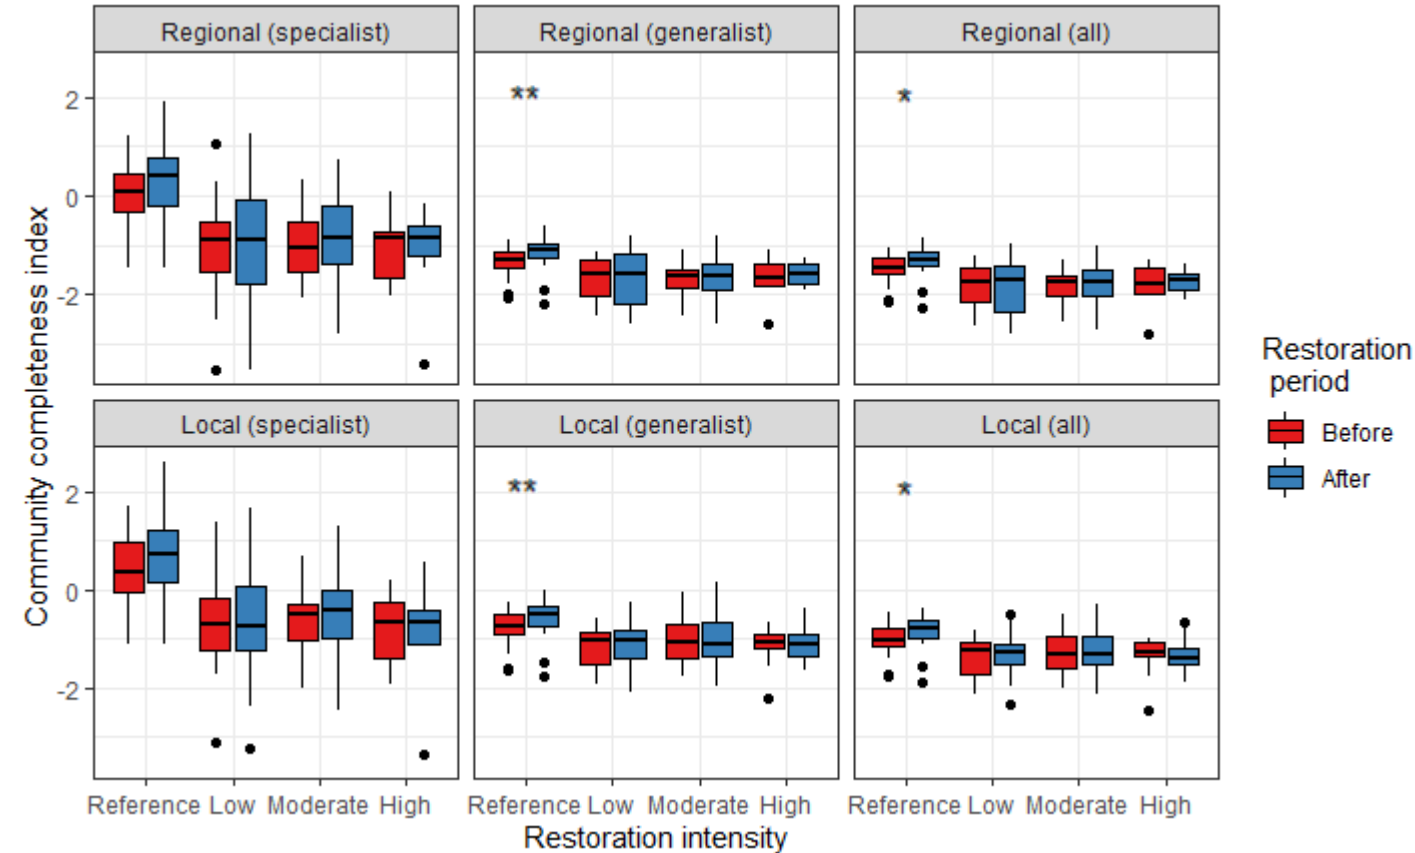 Regional (specialist) Regional (generalist) Regional (all)
**
*
2
0
-2
Community completeness index
Local (specialist) Local (generalist) Local (all)
**
*
2
0
-2
Reference Low Moderate High Reference Low Moderate High Reference Low Moderate High
Restoration intensity
Restoration
period
Before
After